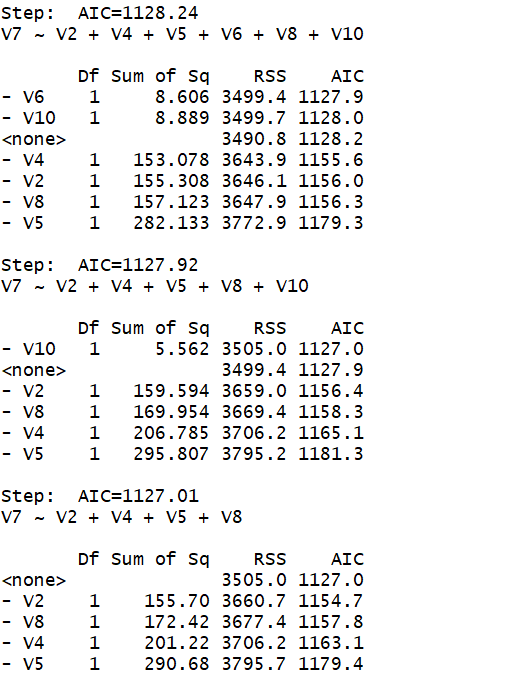 Step:  AIC=1128.24
V7 ~ V2 + V4 + V5 + V6 + V8 + V10
       Df Sum of Sq    RSS    AIC
- V6    1     8.606 3499.4 1127.9
- V10   1     8.889 3499.7 1128.0
<none>              3490.8 1128.2
- V4    1   153.078 3643.9 1155.6
- V2    1   155.308 3646.1 1156.0
- V8    1   157.123 3647.9 1156.3
- V5    1   282.133 3772.9 1179.3
Step:  AIC=1127.92
V7 ~ V2 + V4 + V5 + V8 + V10
       Df Sum of Sq    RSS    AIC
- V10   1     5.562 3505.0 1127.0
<none>              3499.4 1127.9
- V2    1   159.594 3659.0 1156.4
- V8    1   169.954 3669.4 1158.3
- V4    1   206.785 3706.2 1165.1
- V5    1   295.807 3795.2 1181.3
Step:  AIC=1127.01
V7 ~ V2 + V4 + V5 + V8
       Df Sum of Sq    RSS    AIC
<none>              3505.0 1127.0
- V2    1    155.70 3660.7 1154.7
- V8    1    172.42 3677.4 1157.8
- V4    1    201.22 3706.2 1163.1
- V5    1    290.68 3795.7 1179.4